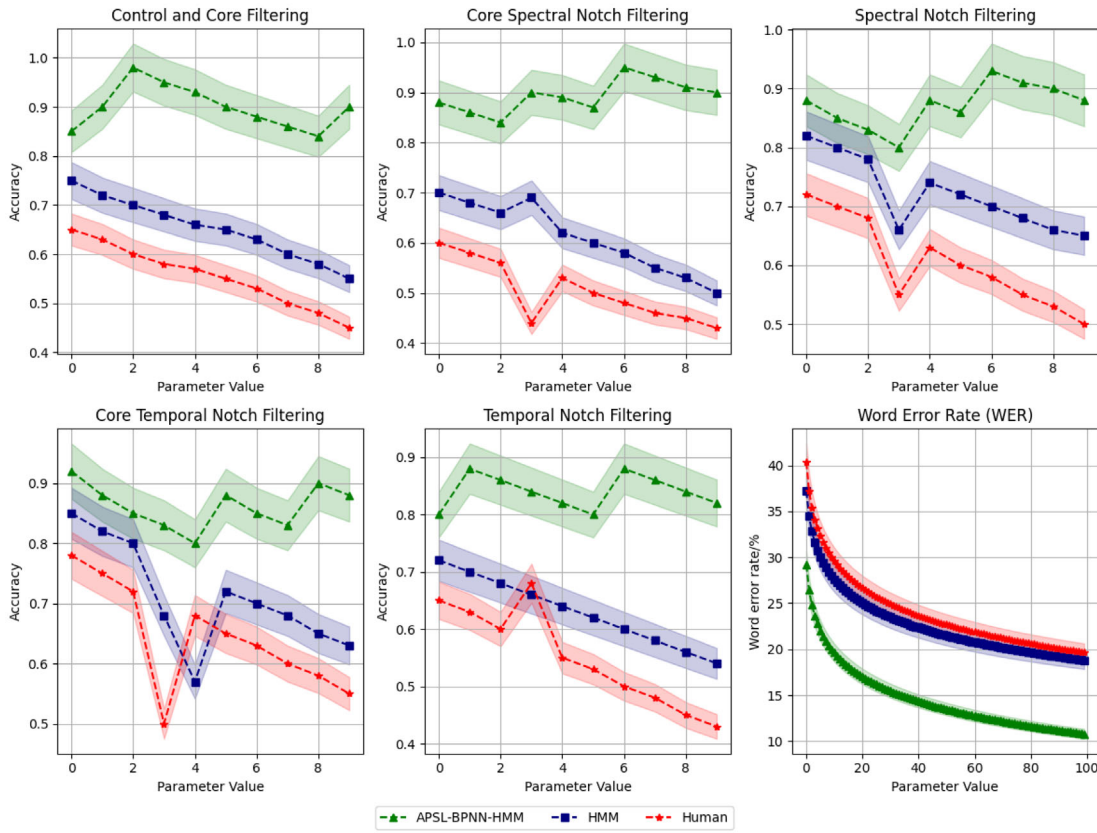 Control and Core Filtering
Core Spectral Notch Filtering
Spectral Notch Filtering
1.0
0.9
0.8
0.7
0.6
0.5
0.4
Accuracy
0 2 4 6 8
Parameter Value
1.0
0.9
0.8
0.7
0.6
0.5
0.4
Accuracy
0 2 4 6 8
Parameter Value
1.0
0.9
0.8
0.7
0.6
0.5
Accuracy
0 2 4 6 8
Parameter Value
Core Temporal Notch Filtering
Temporal Notch Filtering
Word Error Rate (WER)
0.9
0.8
0.7
0.6
0.5
Accuracy
0 2 4 6 8
Parameter Value
0.9
0.8
0.7
0.6
0.5
0.4
Accuracy
0 2 4 6 8
Parameter Value
40
35
30
25
20
15
10
Word error rate/%
0 20 40 60 80 100
Parameter Value
APSL-BPNN-HMM HMM Human